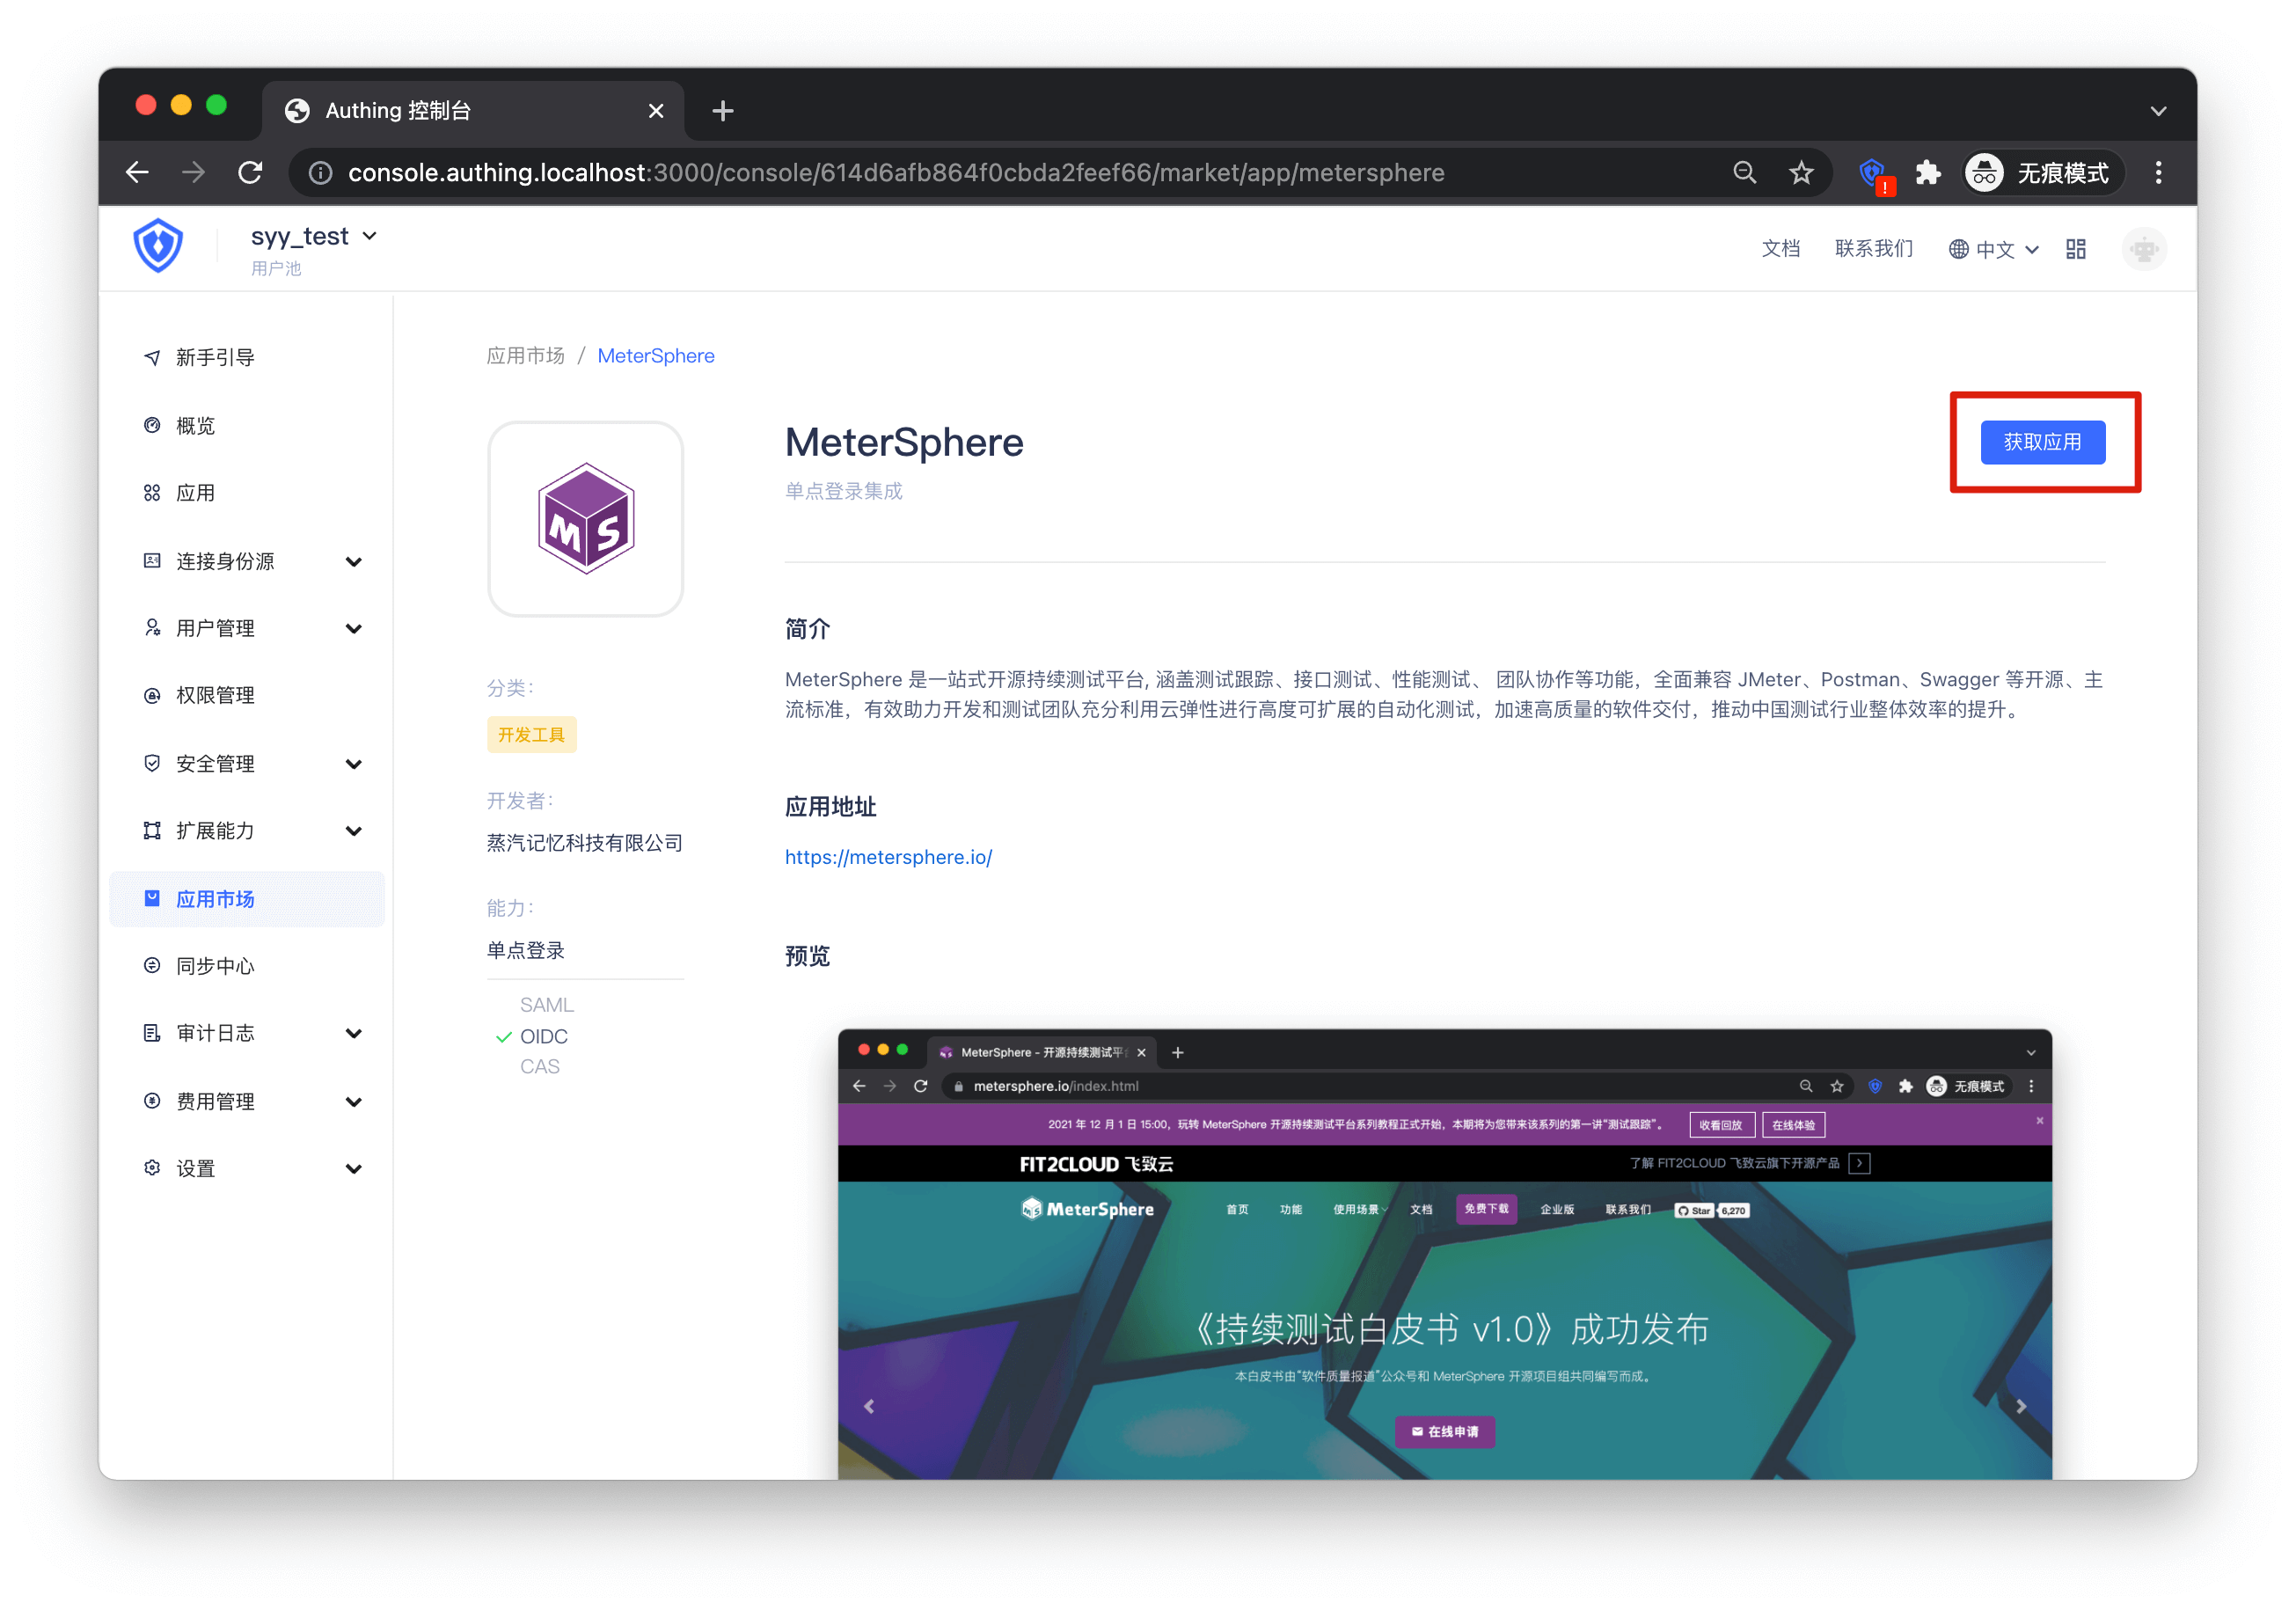 Authing 控制台
console.authing.localhost:3000/console/614d6afb864f0cbda2feef66/market/app/metersphere
无痕模式
syy_test
用户池
文档
联系我们
中文
新手引导
概览
应用
连接身份源
用户管理
权限管理
安全管理
扩展能力
应用市场
同步中心
审计日志
费用管理
设置
应用市场 / MeterSphere
MS
分类：
开发工具
开发者：
蒸汽记忆科技有限公司
能力：
单点登录
SAML
OIDC
CAS
MeterSphere
单点登录集成
获取应用
简介
MeterSphere 是一站式开源持续测试平台, 涵盖测试跟踪、接口测试、性能测试、 团队协作等功能，全面兼容 JMeter、Postman、Swagger 等开源、主
流标准，有效助力开发和测试团队充分利用云弹性进行高度可扩展的自动化测试，加速高质量的软件交付，推动中国测试行业整体效率的提升。
应用地址
https://metersphere.io/
预览
MeterSphere - 开源持续测试平
metersphere.io/index.html
无痕模式
2021 年 12 月 1 日 15:00，玩转 MeterSphere 开源持续测试平台系列教程正式开始，本期将为您带来该系列的第一讲“测试跟踪”。
收看回放
在线体验
FIT2CLOUD 飞致云
了解 FIT2CLOUD 飞致云旗下开源产品
MeterSphere
首页
功能
使用场景
文档
免费下载
企业版
联系我们
Star
6,270
《持续测试白皮书 v1.0》成功发布
本白皮书由“软件质量报道”公众号和 MeterSphere 开源项目组共同编写而成。
在线申请